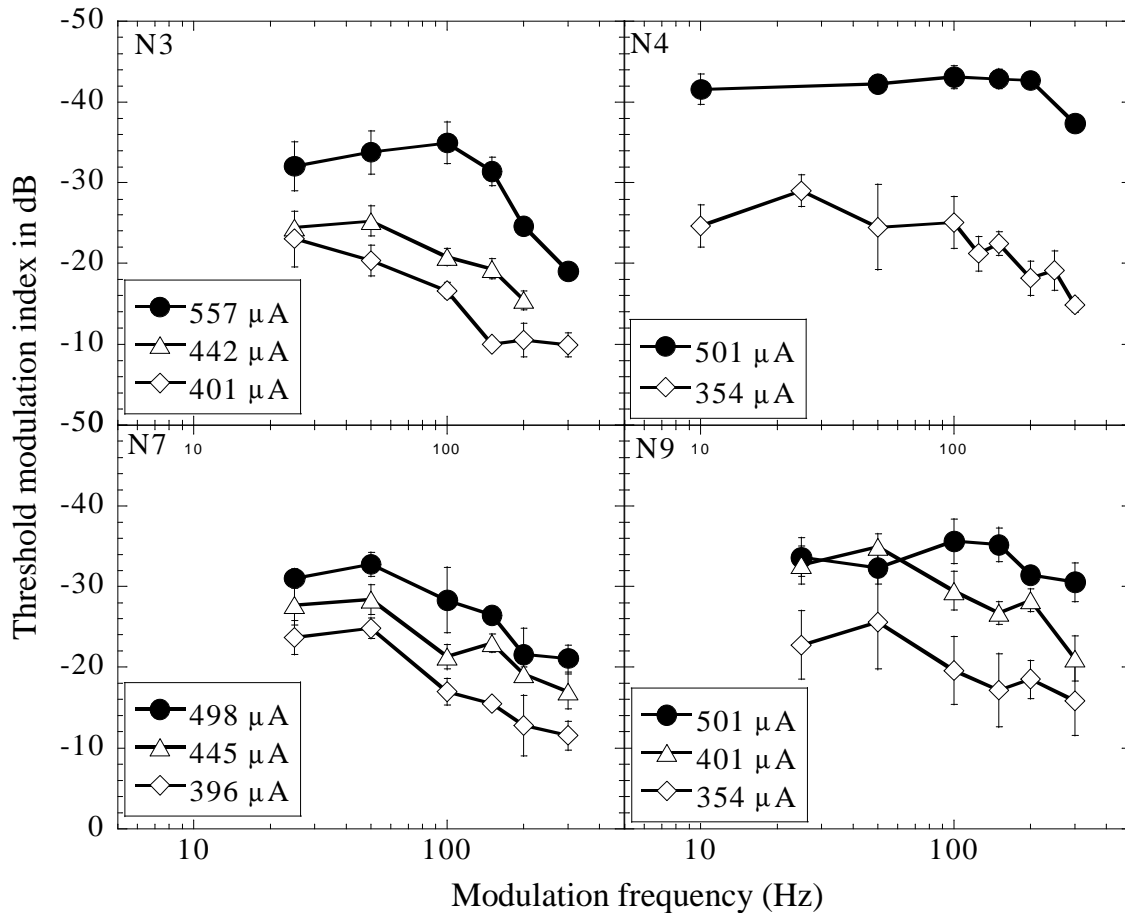 -50
-40
-30
-20
-10
-50
-40
-30
-20
-10
0
Threshold modulation index in dB
N3
557 µA
442 µA
401 µA
10
100
N4
501 µA
354 µA
10
100
N7
498 µA
445 µA
396 µA
10
100
N9
501 µA
401 µA
354 µA
10
100
Modulation frequency (Hz)